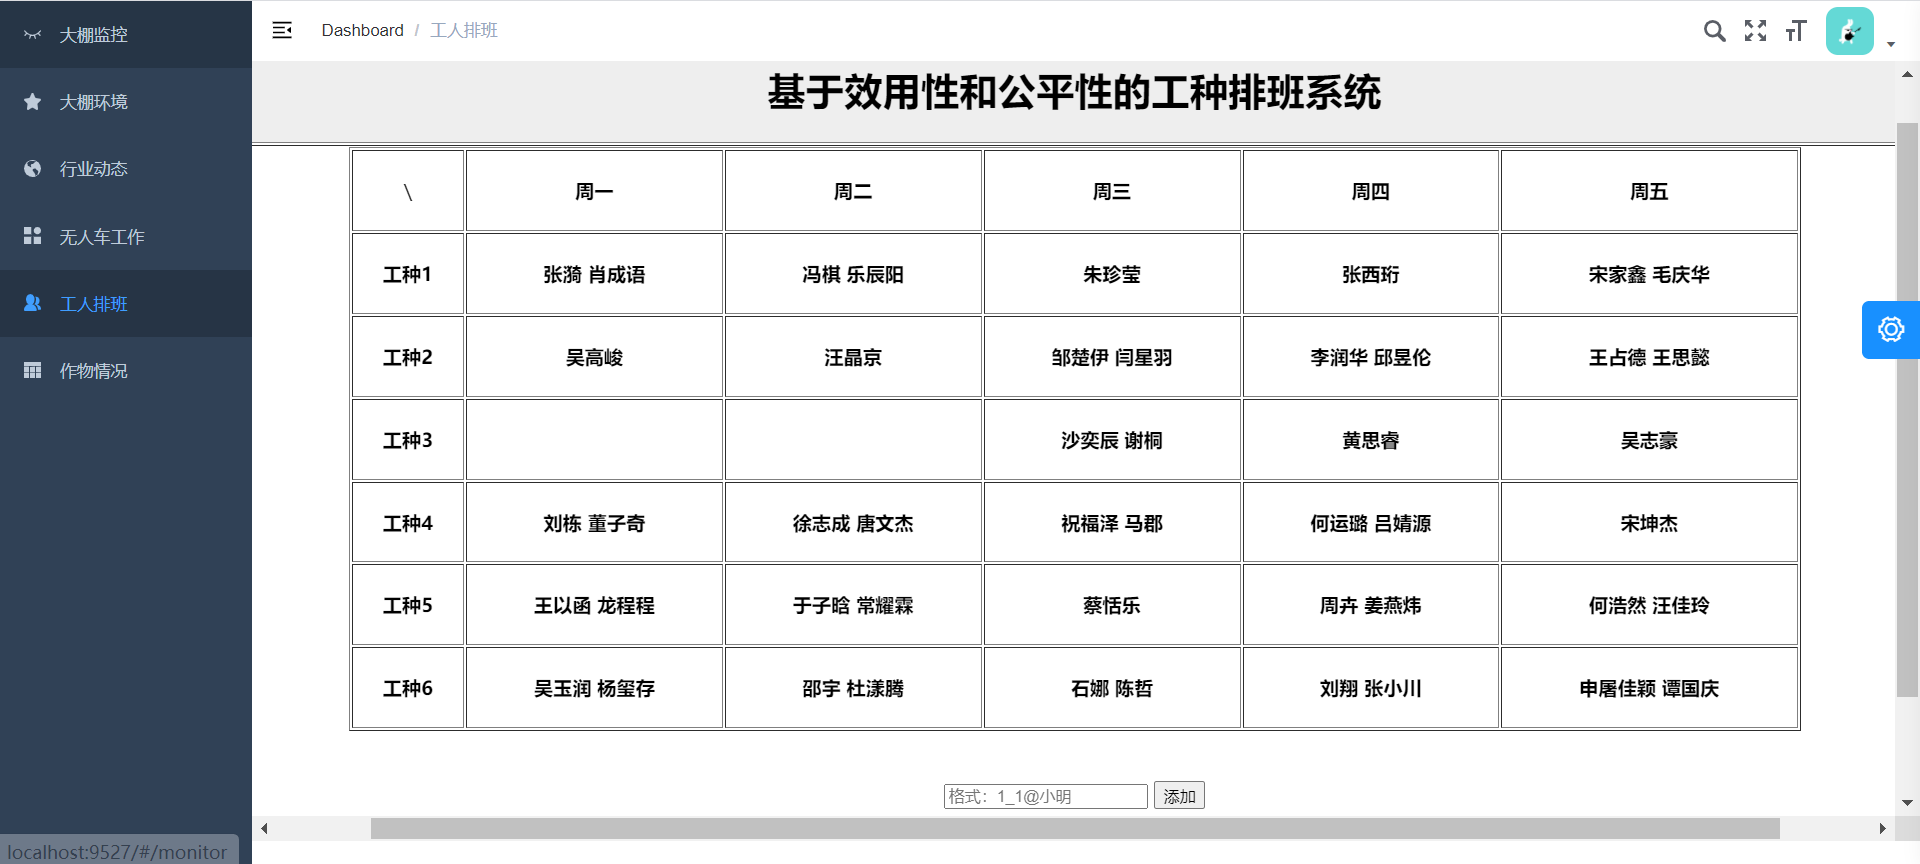 大棚监控
大棚环境
行业动态
无人车工作
工人排班
作物情况
localhost:9527/#/monitor
Dashboard / 工人排班
基于效用性和公平性的工种排班系统
\ 周一 周二 周三 周四 周五
工种1 张漪 肖成语 冯棋 乐辰阳 朱珍莹 张西珩 宋家鑫 毛庆华
工种2 吴高峻 汪晶京 邹楚伊 闫星羽 李润华 邱昱伦 王占德 王思懿
工种3 沙奕辰 谢桐 黄思睿 吴志豪
工种4 刘栋 董子奇 徐志成 唐文杰 祝福泽 马郡 何运璐 吕婧源 宋坤杰
工种5 王以函 龙程程 于子晗 常耀霖 蔡恬乐 周卉 姜燕炜 何浩然 汪佳玲
工种6 吴玉润 杨玺存 邵宇 杜漾腾 石娜 陈哲 刘翔 张小川 申屠佳颖 谭国庆
格式：1_1@小明 添加